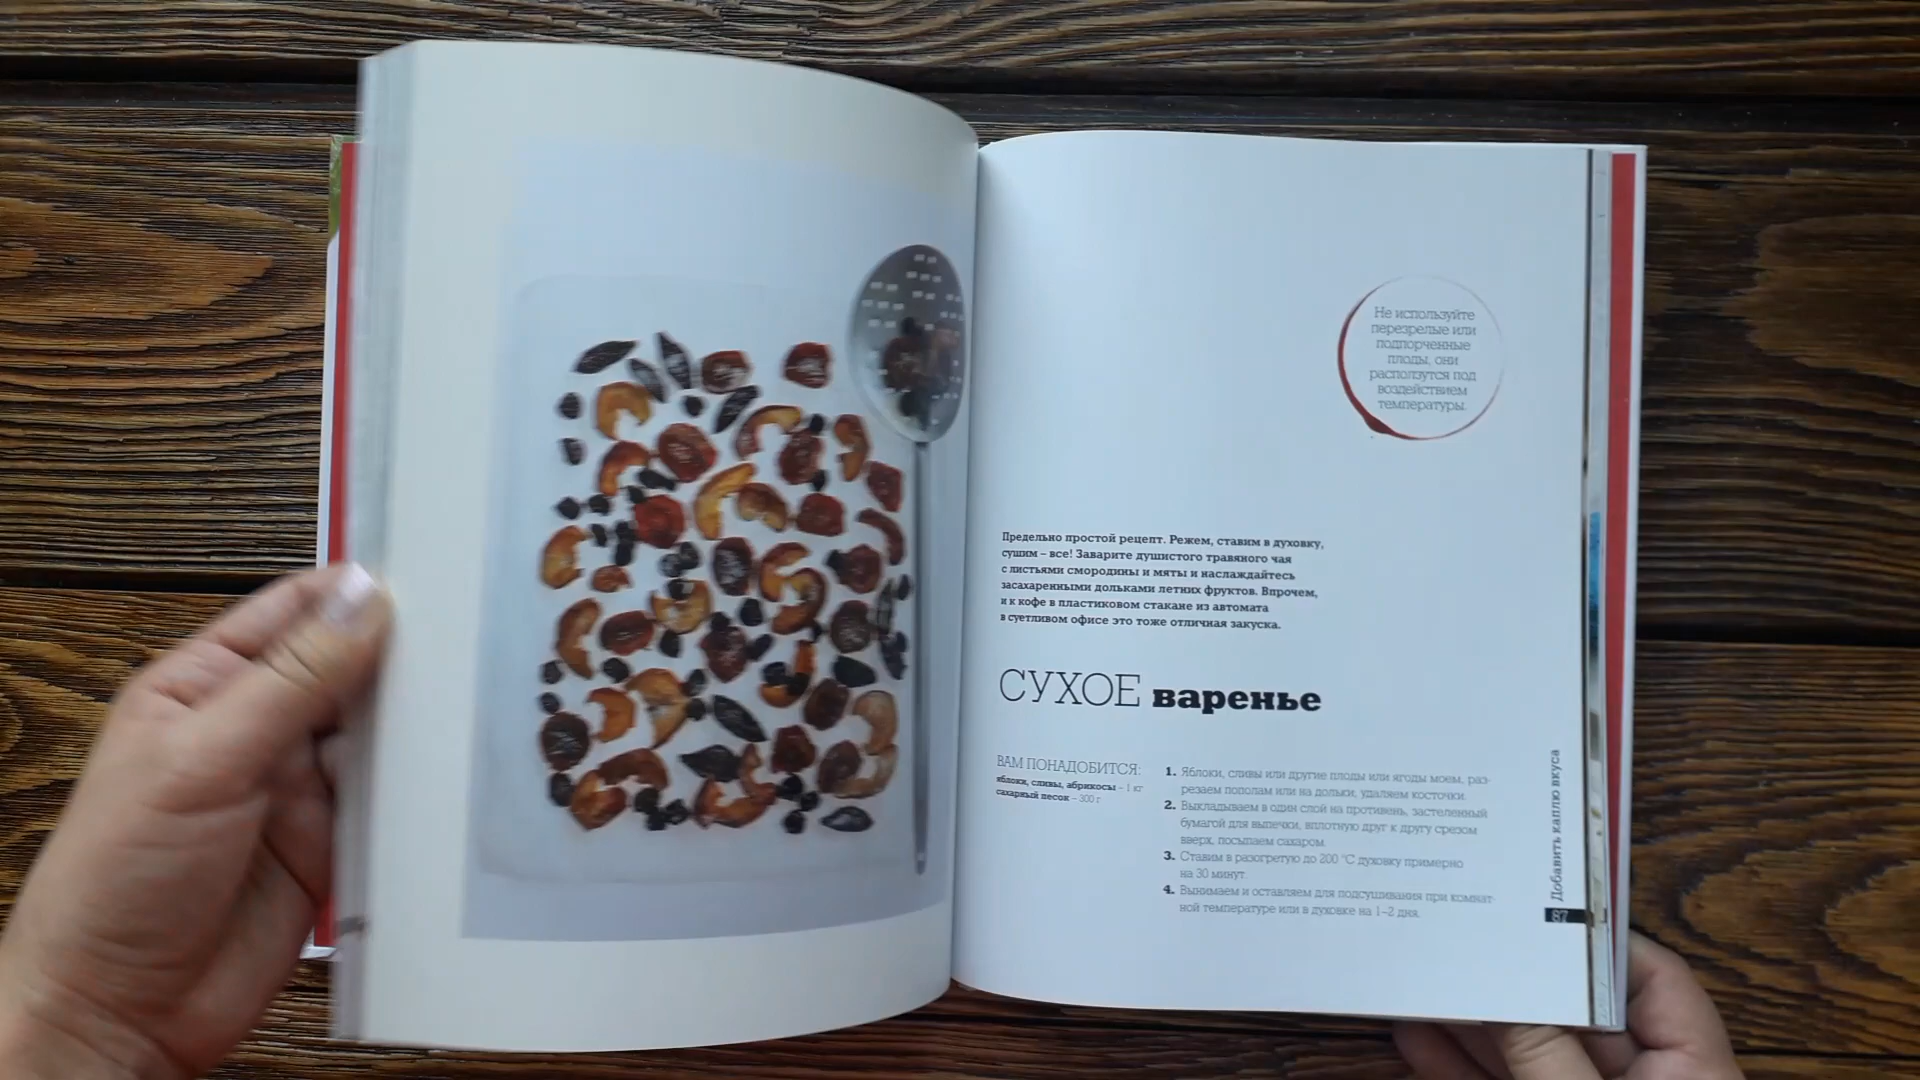 Не используйте
перезрелые или
подпорченные
плоды, они
расползутся под
воздействием
температуры.
Предельно простой рецепт. Режем, ставим в духовку,
сушим – все! Заварите душистого травяного чая
с листьями смородины и мяты и наслаждайтесь
засахаренными дольками летних фруктов. Впрочем,
и к кофе в пластиковом стакане из автомата
в суетливом офисе это тоже отличная закуска.
СУХОЕ варенье
ВАМ ПОНАДОБИТСЯ:
яблоки, сливы, абрикосы – 1 кг
сахарный песок – 300 г
1. Яблоки, сливы или другие плоды или ягоды моем, раз-
резаем пополам или на дольки, удаляем косточки.
2. Выкладываем в один слой на противень, застеленный
бумагой для выпечки, вплотную друг к другу срезом
вверх, посыпаем сахаром.
3. Ставим в разогретую до 200 °С духовку примерно
на 30 минут.
4. Вынимаем и оставляем для подсушивания при комнат-
ной температуре или в духовке на 1–2 дня.
Добавить каплю вкуса
87